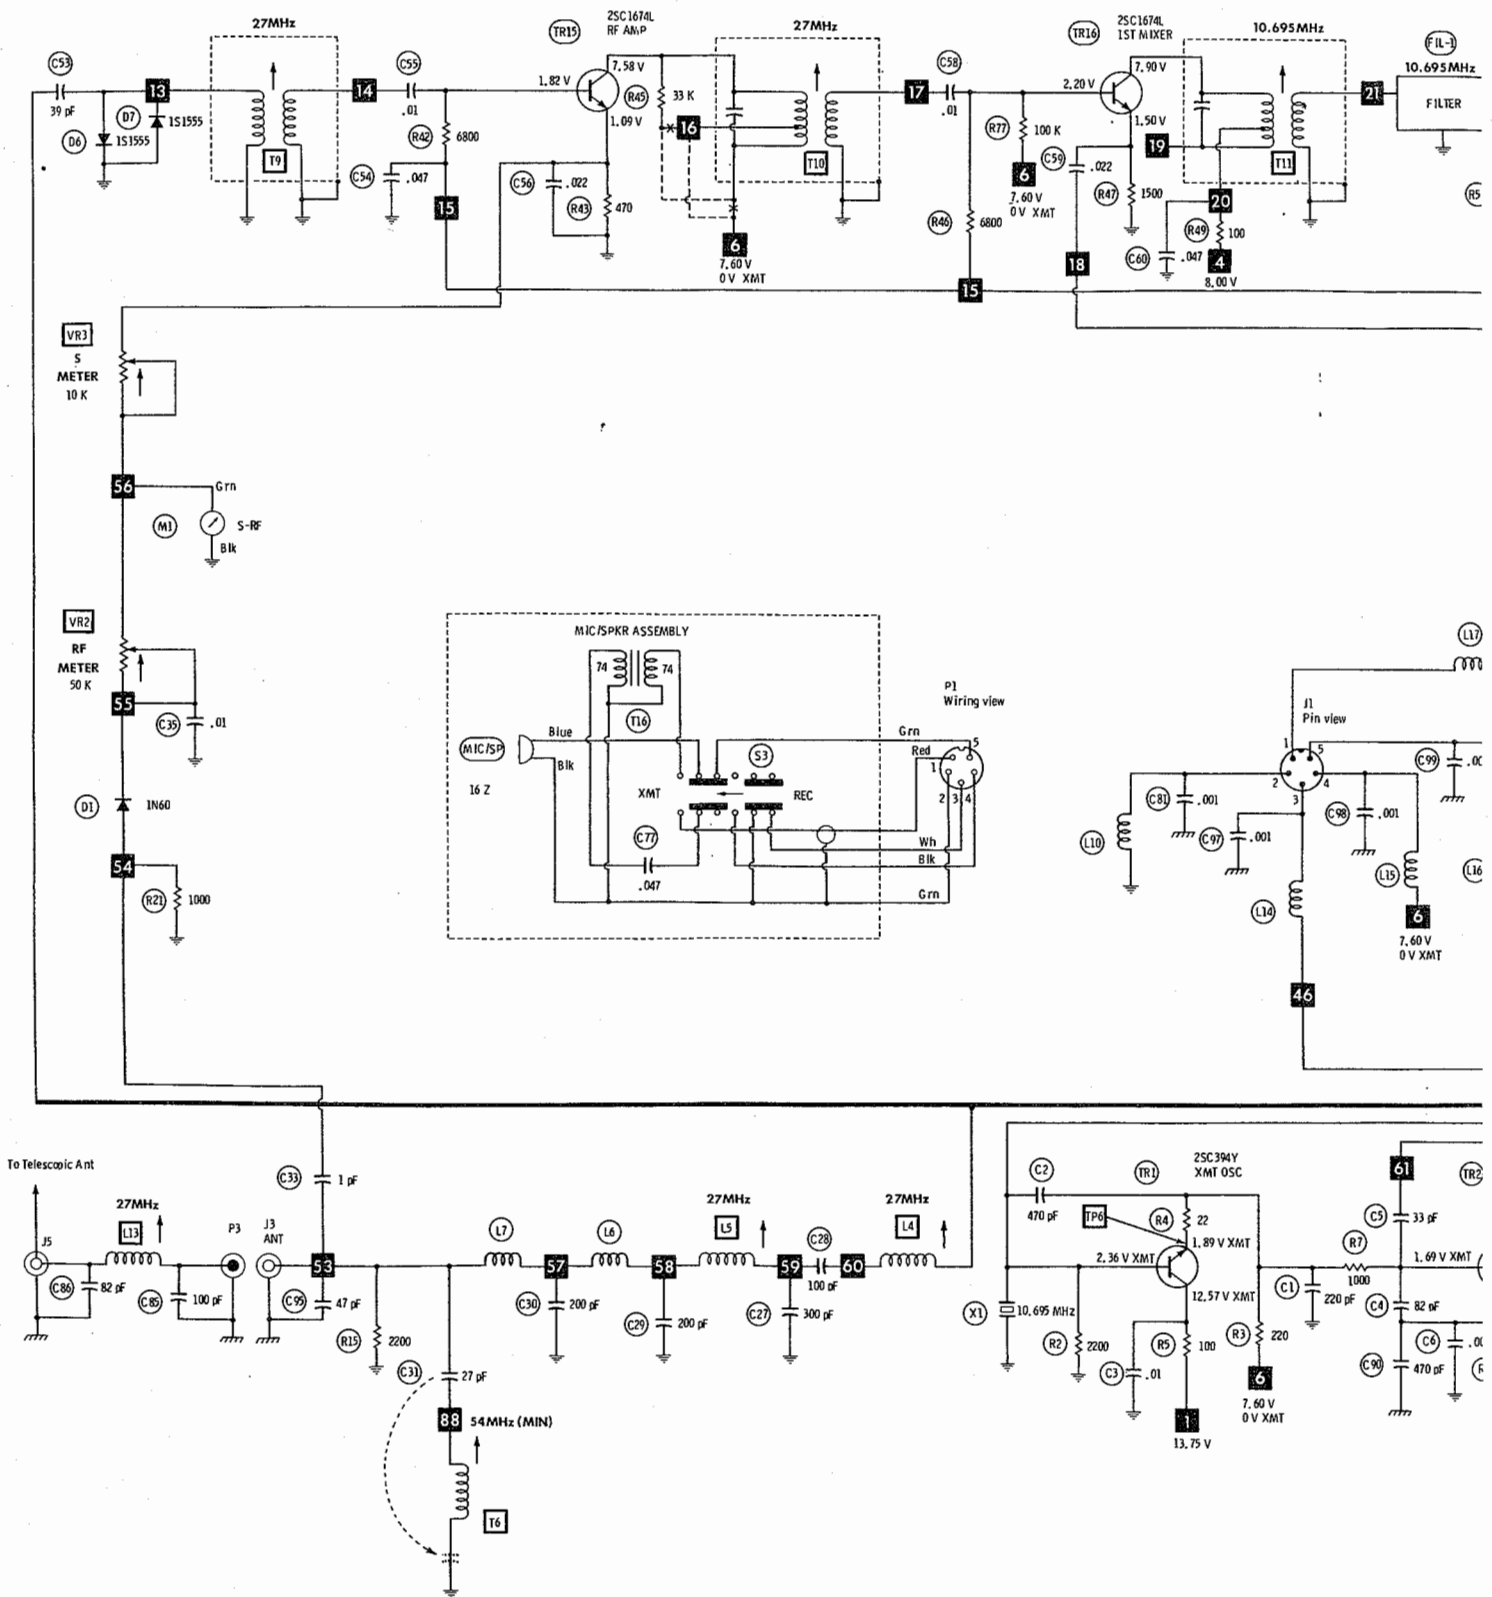 27MHz
TR15
2SC1674L
RF AMP
27MHz
TR16
2SC1674L
1ST MIXER
10.695MHz
FIL-1
10.695MHz
FILTER
C53
39 pF
13
D7
1S1555
D6
1S1555
T9
14
C55
.01
R42
6800
C54
.047
15
1.82 V
7.58 V
1.09 V
R45
33 K
16
C56
.022
R43
470
T10
6
7.60 V
0 V XMT
17
C58
.01
R77
100 K
6
7.60 V
0 V XMT
R46
6800
15
2.20 V
7.90 V
1.50 V
C59
.022
R47
1500
18
19
T11
20
R49
100
C60
.047
4
8.00 V
21
VR3
S
METER
10 K
56
Grn
M1
S-RF
Blk
VR2
RF
METER
50 K
55
C35
.01
D1
1N60
54
R21
1000
MIC/SPKR ASSEMBLY
74
74
T16
MIC/SP
16 Z
Blue
Blk
S3
XMT
REC
C77
.047
Grn
Red
Wh
Blk
Grn
P1
Wiring view
5
1
2
3
4
J1
Pin view
1
5
2
3
4
L17
C99
C81
.001
C97
.001
C98
.001
L10
L14
L15
L16
6
7.60 V
0 V XMT
46
To Telescopic Ant
J5
27MHz
L13
C86
82 pF
C85
100 pF
P3
J3
ANT
C33
1 pF
53
C95
47 pF
R15
2200
C31
27 pF
88
54MHz (MIN)
T6
L7
57
C30
200 pF
L6
58
C29
200 pF
27MHz
L5
59
C27
300 pF
C28
100 pF
60
27MHz
L4
C2
470 pF
TR1
2SC394Y
XMT OSC
TP6
R4
22
1.89 V XMT
2.36 V XMT
12.57 V XMT
X1
10.695 MHz
R2
2200
C3
.01
R5
100
1
13.75 V
R3
220
6
7.60 V
0 V XMT
C1
220 pF
R7
1000
61
TR2
C5
33 pF
1.69 V XMT
C4
82 pF
C6
C90
470 pF